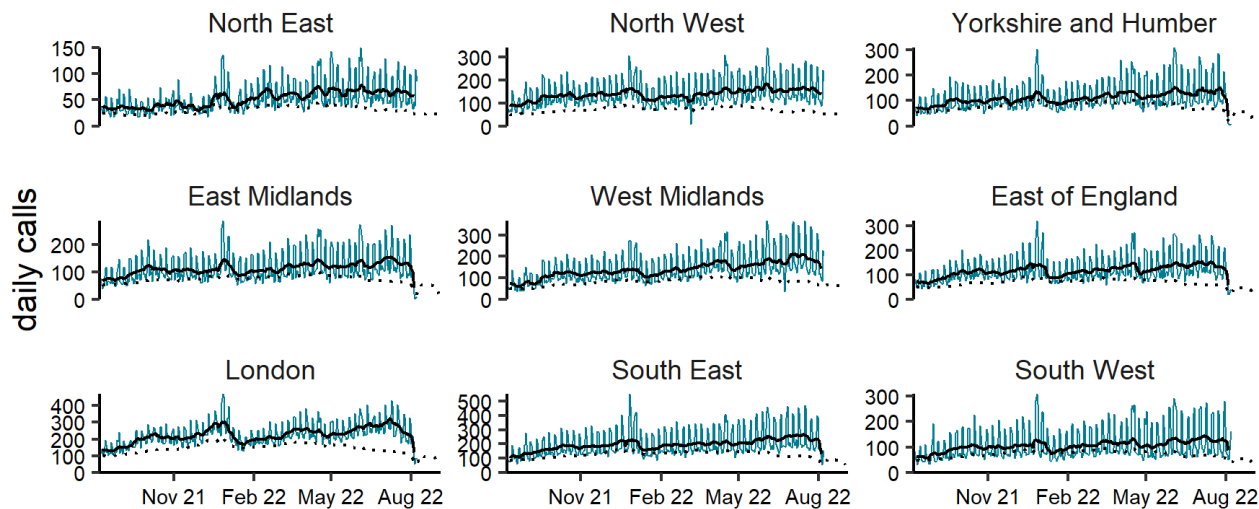 North East
North West
Yorkshire and Humber
150
100
50
0
300
200
100
0
300
200
100
0
daily calls
East Midlands
West Midlands
East of England
200
100
0
300
200
100
0
300
200
100
0
London
South East
South West
400
300
200
100
0
500
400
300
200
100
0
300
200
100
0
Nov 21 Feb 22 May 22 Aug 22
Nov 21 Feb 22 May 22 Aug 22
Nov 21 Feb 22 May 22 Aug 22